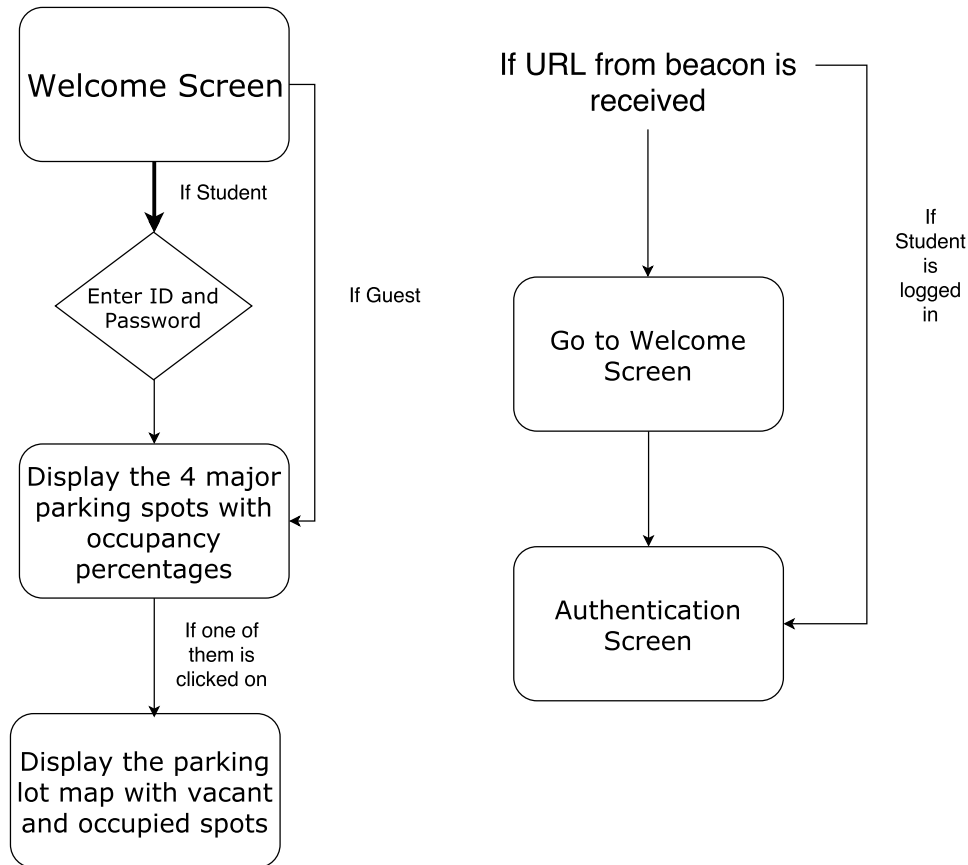 Welcome Screen
If Student
Enter ID and
Password
If Guest
Display the 4 major
parking spots with
occupancy
percentages
If one of
them is
clicked on
Display the parking
lot map with vacant
and occupied spots
If URL from beacon is
received
If
Student
is
logged
in
Go to Welcome
Screen
Authentication
Screen